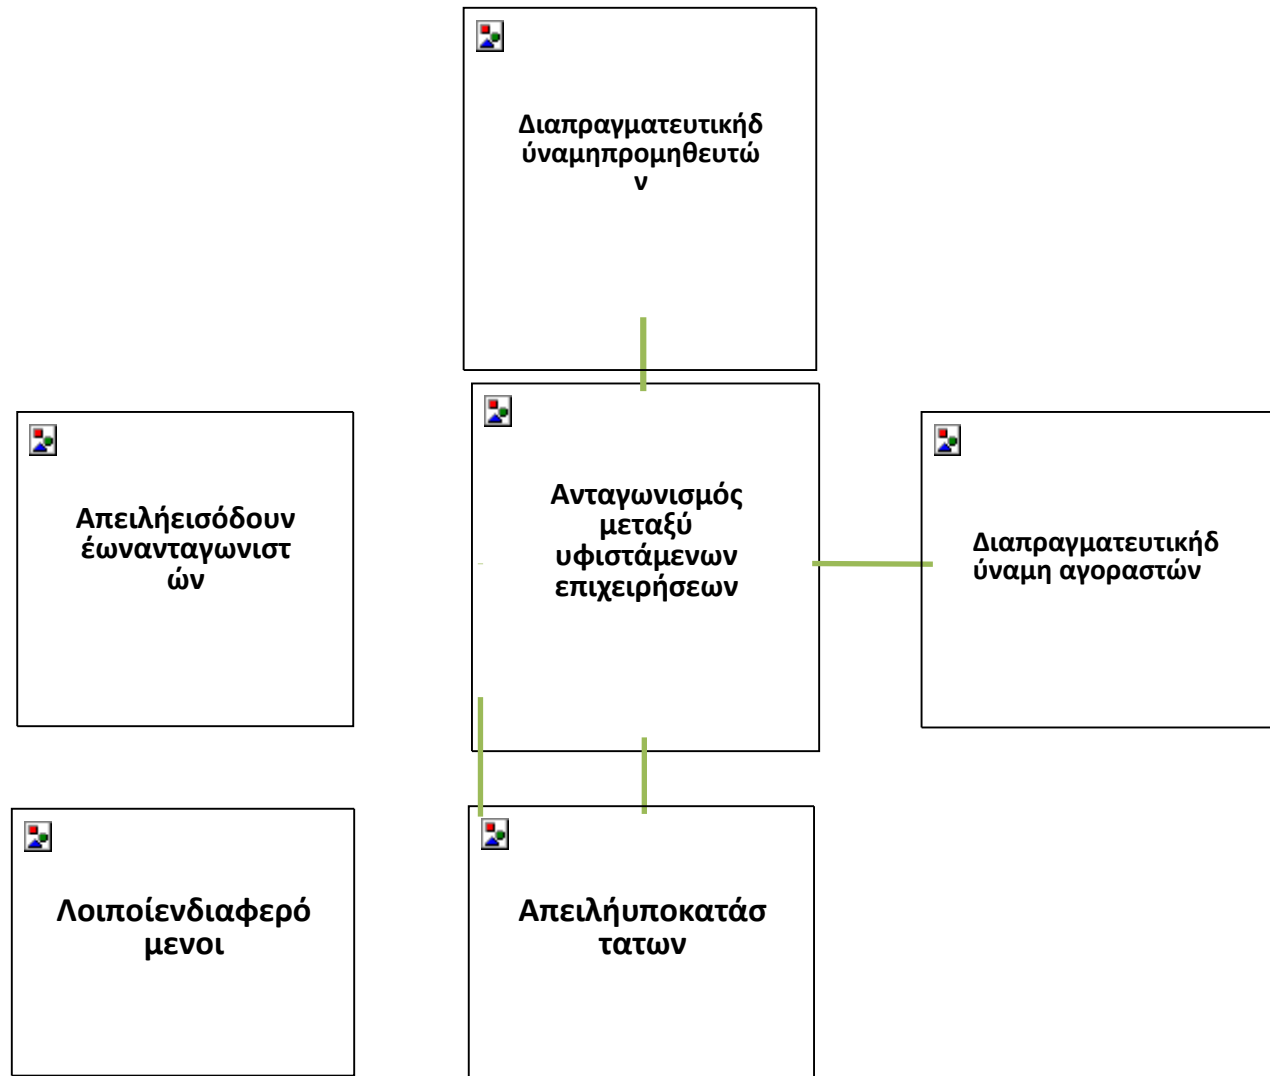 Διαπραγματευτικήδ
ύναμηπρομηθευτώ
ν
Απειλήεισόδουν
έωνανταγωνιστ
ών
Ανταγωνισμός
μεταξύ
υφιστάμενων
επιχειρήσεων
Διαπραγματευτικήδ
ύναμη αγοραστών
Λοιποίενδιαφερό
μενοι
Απειλήυποκατάσ
τατων